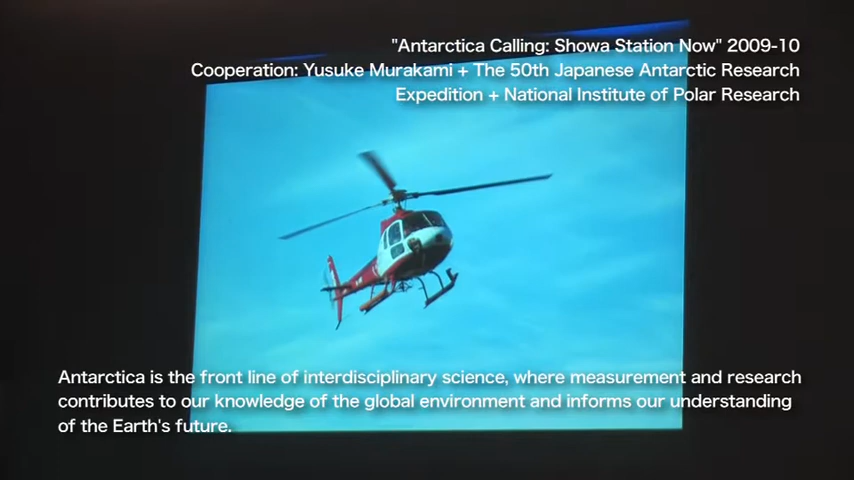 "Antarctica Calling: Showa Station Now" 2009-10
Cooperation: Yusuke Murakami + The 50th Japanese Antarctic Research
Expedition + National Institute of Polar Research
Antarctica is the front line of interdisciplinary science, where measurement and research
contributes to our knowledge of the global environment and informs our understanding
of the Earth's future.